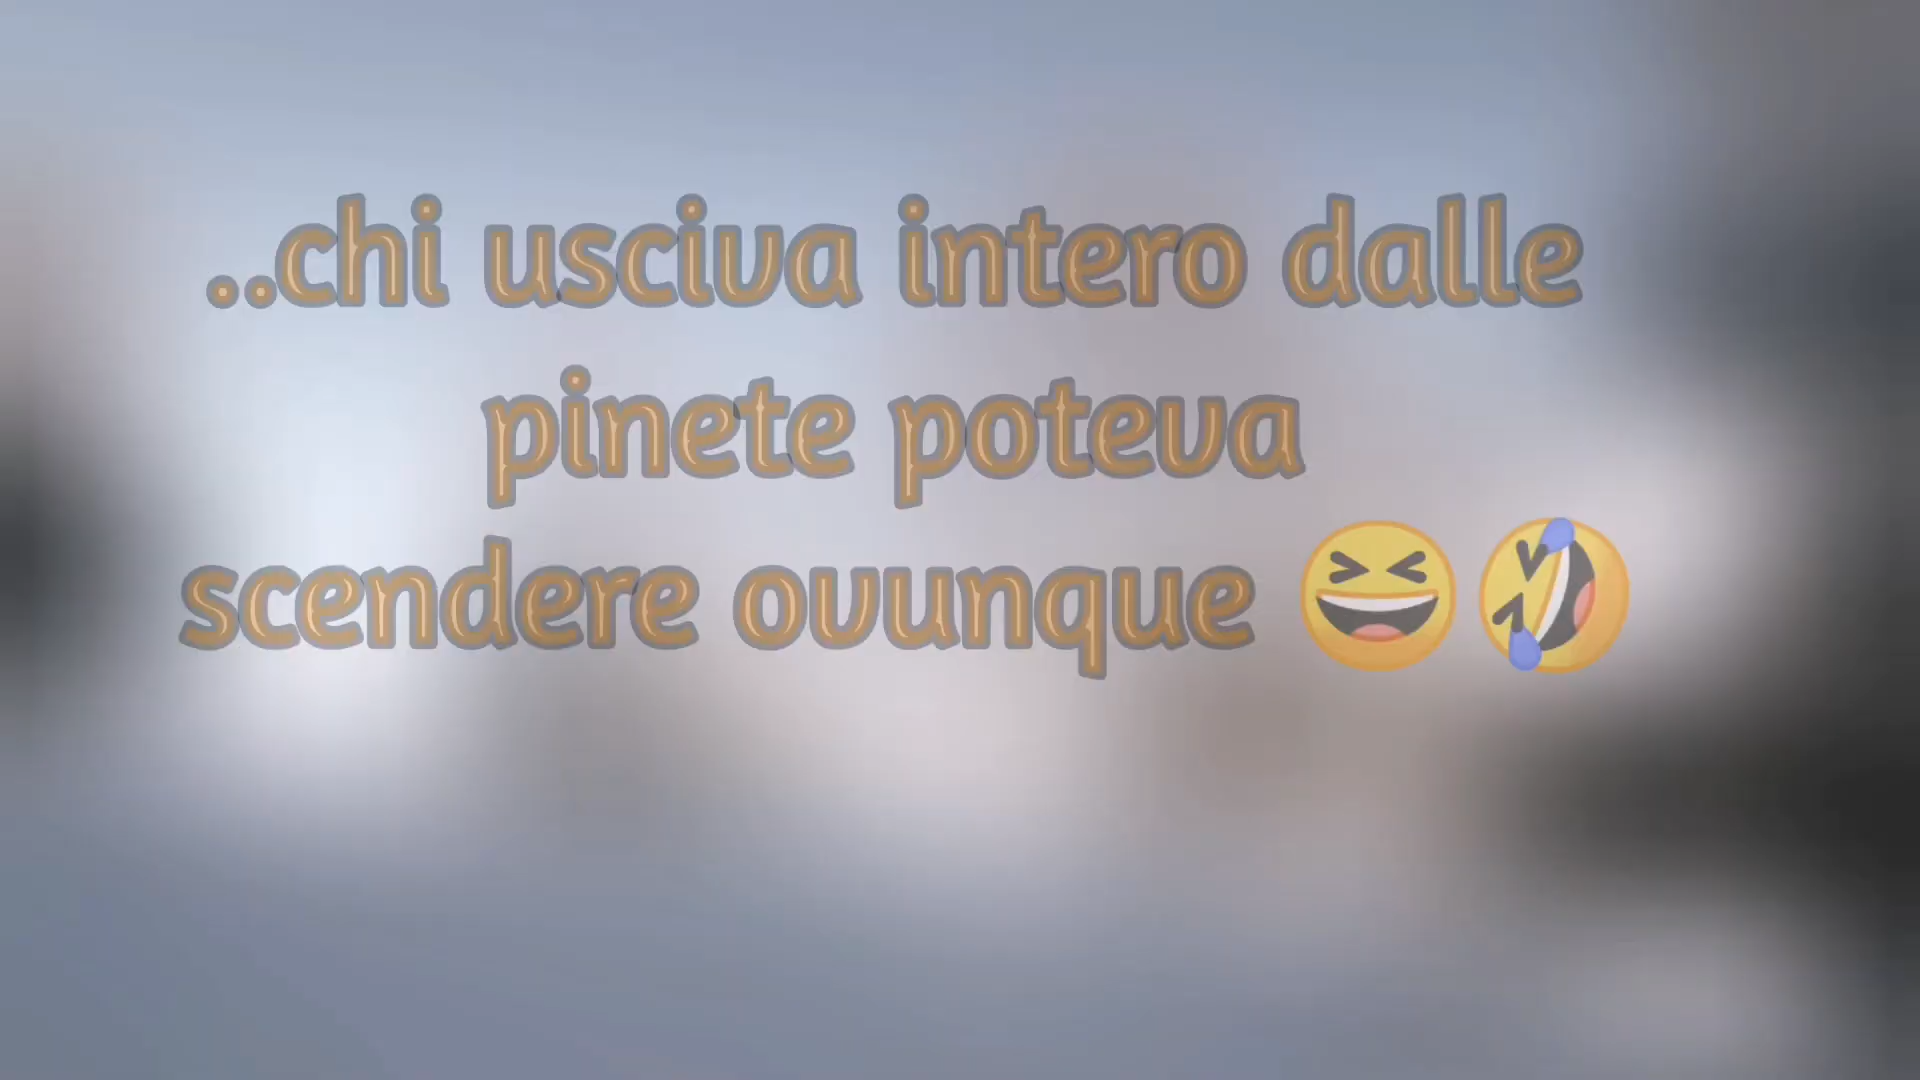 ..chi usciva intero dalle
pinete poteva
scendere ovunque 😆🤣